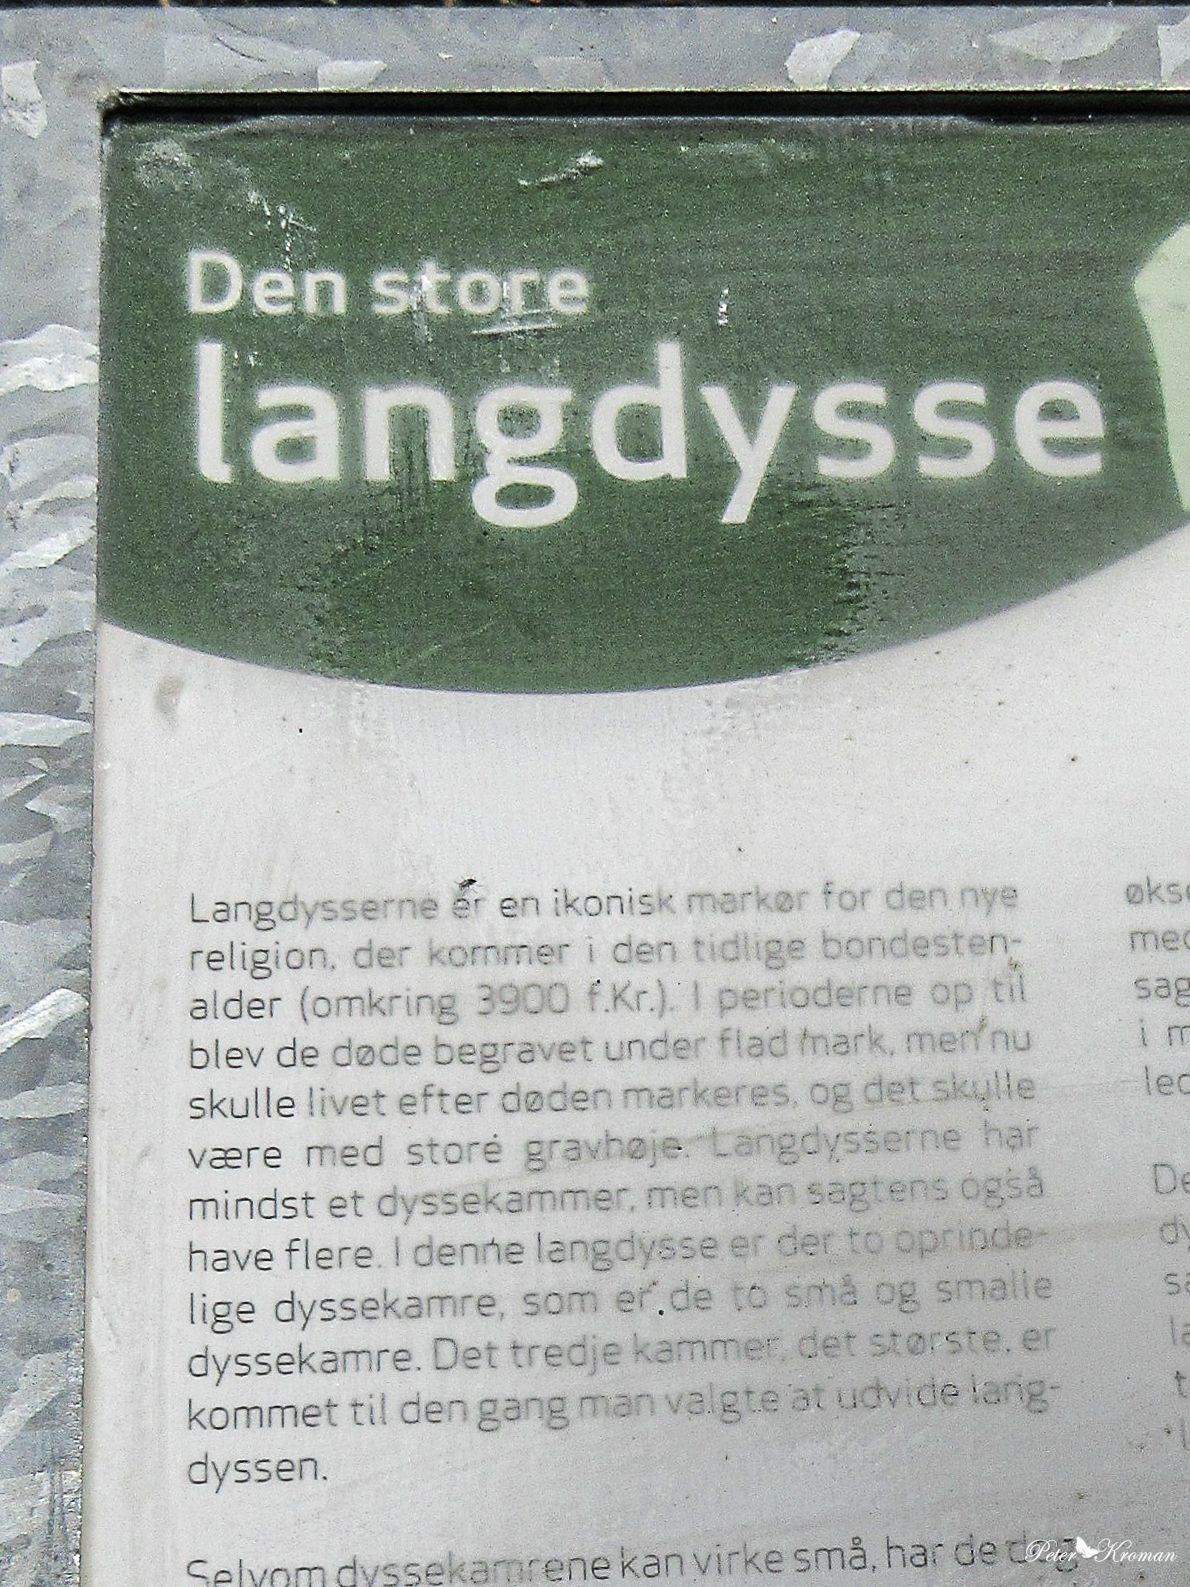 Den store
langdysse
Langdysserne er en ikonisk markør for den nye
religion, der kommer i den tidlige bondesten-
alder (omkring 3900 f.Kr.). I perioderne op til
blev de døde begravet under flad mark, men nu
skulle livet efter døden markeres, og det skulle
være med store gravhøje. Langdysserne har
mindst et dyssekammer, men kan sagtens også
have flere. I denne langdysse er der to oprinde-
lige dyssekamre, som er de to små og smalle
dyssekamre. Det tredje kammer, det største, er
kommet til den gang man valgte at udvide lang-
dyssen.
Selvom dyssekamrene kan virke små, har de dog
i m
Peter Kroman